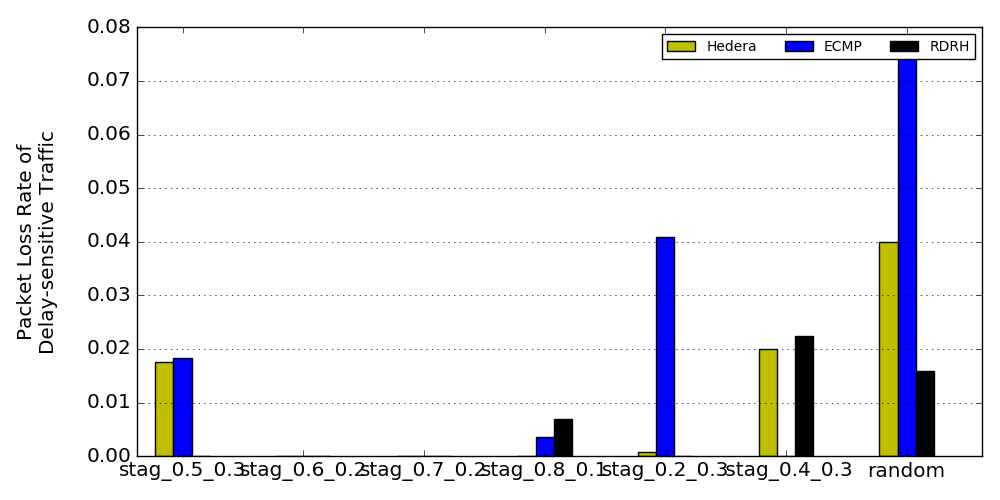 Packet Loss Rate of
Delay-sensitive Traffic
0.08
0.07
0.06
0.05
0.04
0.03
0.02
0.01
0.00
Hedera ECMP RDRH
stag_0.5_0.3 stag_0.6_0.2 stag_0.7_0.2 stag_0.8_0.1 stag_0.2_0.3 stag_0.4_0.3 random